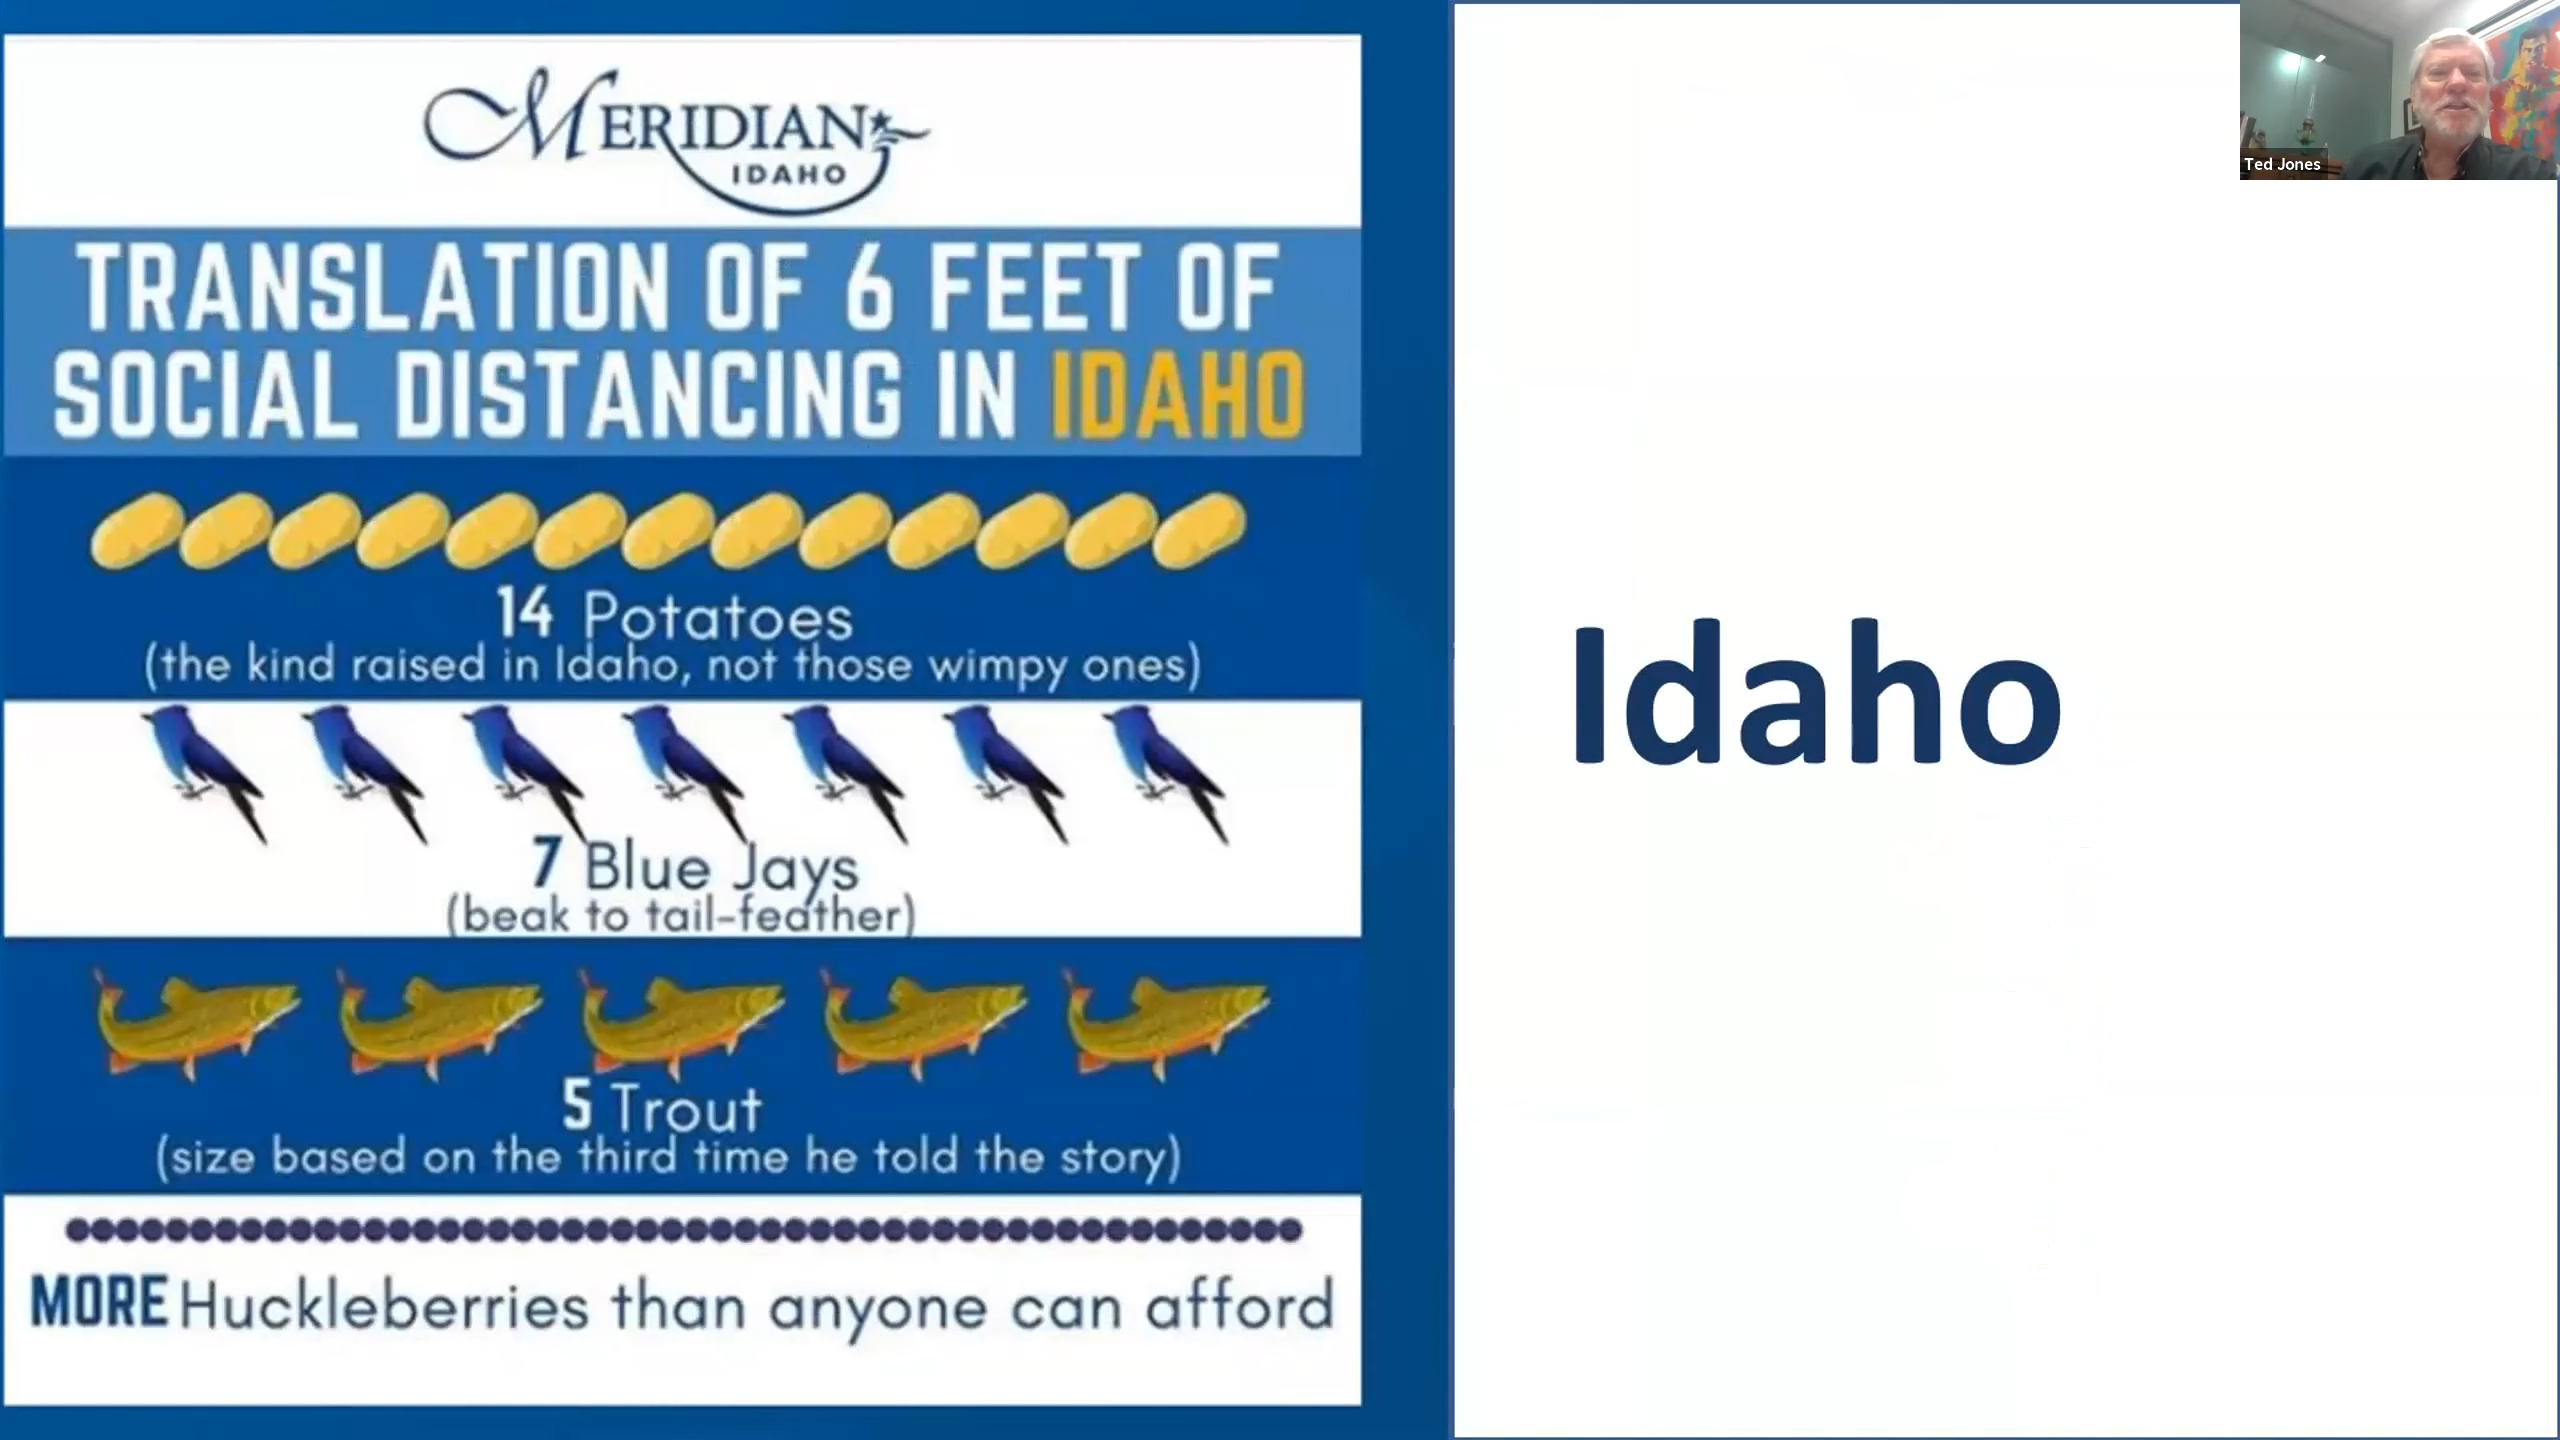 MERIDIAN
IDAHO
TRANSLATION OF 6 FEET OF
SOCIAL DISTANCING IN IDAHO
14 Potatoes
(the kind raised in Idaho, not those wimpy ones)
7 Blue Jays
(beak to tail-feather)
5 Trout
(size based on the third time he told the story)
MORE Huckleberries than anyone can afford
Idaho
Ted Jones